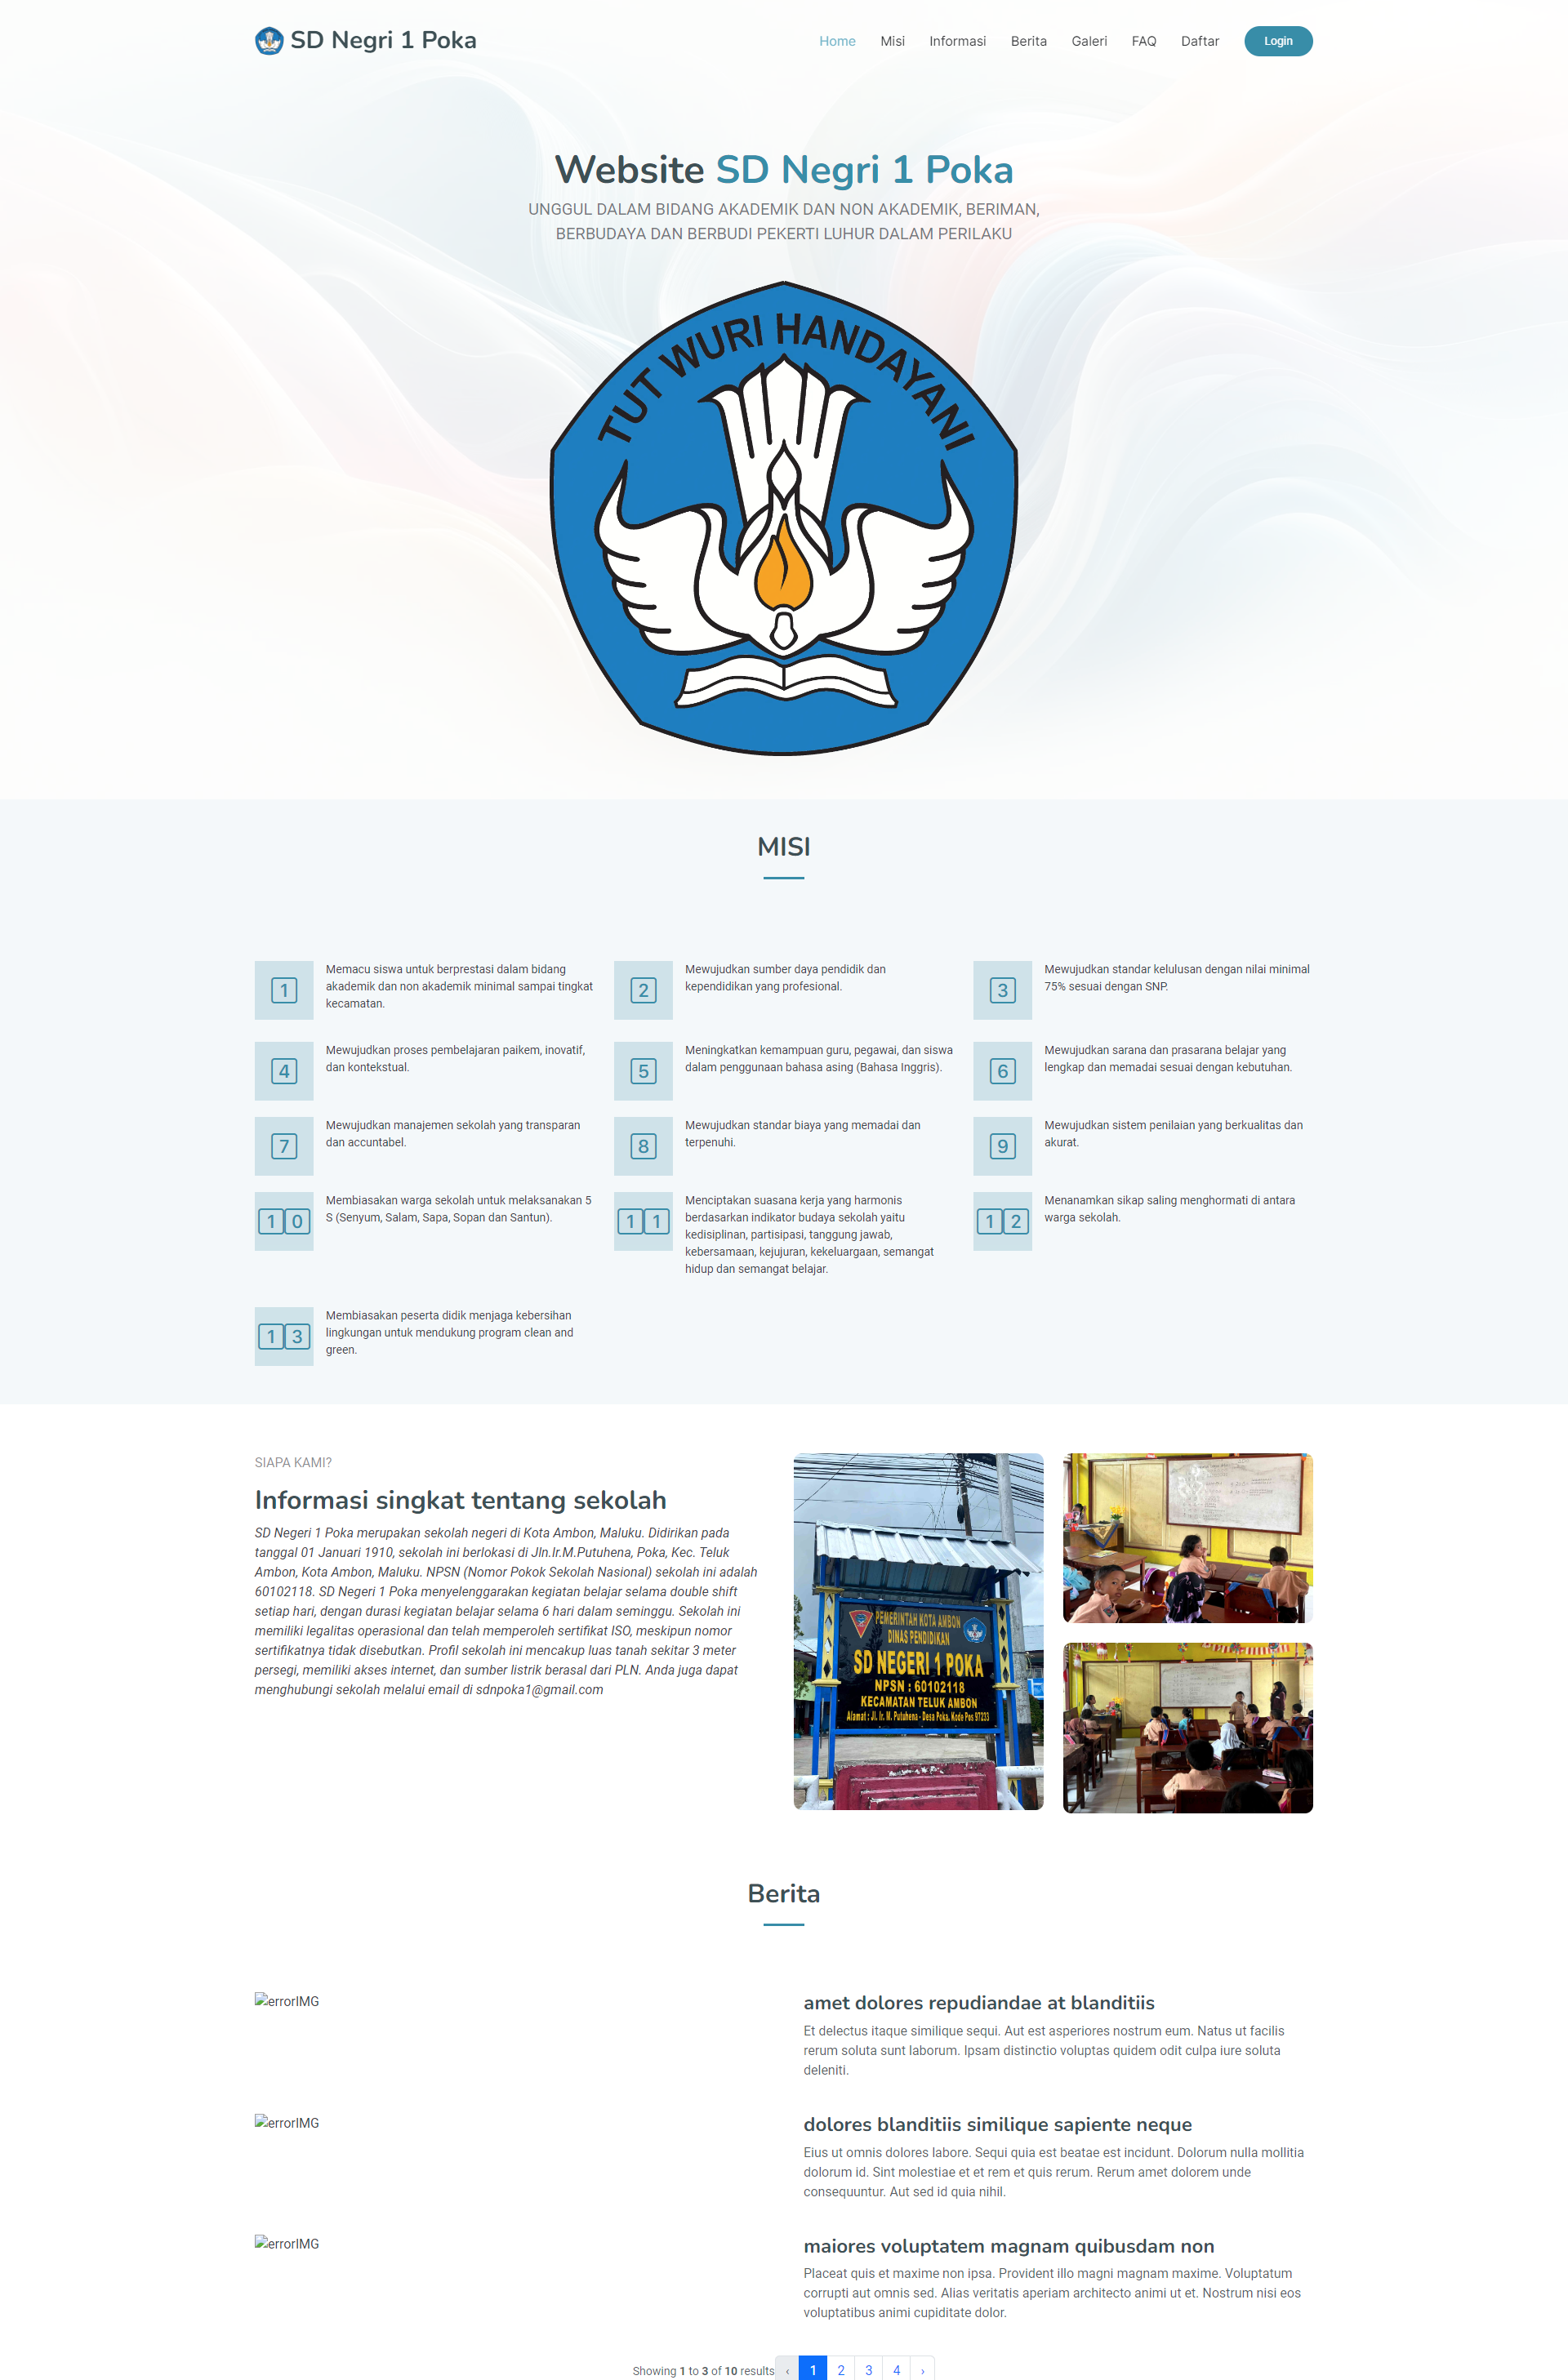 SD Negri 1 Poka
Home Misi Informasi Berita Galeri FAQ Daftar Login
Website SD Negri 1 Poka
UNGGUL DALAM BIDANG AKADEMIK DAN NON AKADEMIK, BERIMAN,
BERBUDAYA DAN BERBUDI PEKERTI LUHUR DALAM PERILAKU
TUT WURI HANDAYANI
MISI
1
Memacu siswa untuk berprestasi dalam bidang
akademik dan non akademik minimal sampai tingkat
kecamatan.
2
Mewujudkan sumber daya pendidik dan
kependidikan yang profesional.
3
Mewujudkan standar kelulusan dengan nilai minimal
75% sesuai dengan SNP.
4
Mewujudkan proses pembelajaran paikem, inovatif,
dan kontekstual.
5
Meningkatkan kemampuan guru, pegawai, dan siswa
dalam penggunaan bahasa asing (Bahasa Inggris).
6
Mewujudkan sarana dan prasarana belajar yang
lengkap dan memadai sesuai dengan kebutuhan.
7
Mewujudkan manajemen sekolah yang transparan
dan accuntabel.
8
Mewujudkan standar biaya yang memadai dan
terpenuhi.
9
Mewujudkan sistem penilaian yang berkualitas dan
akurat.
10
Membiasakan warga sekolah untuk melaksanakan 5
S (Senyum, Salam, Sapa, Sopan dan Santun).
11
Menciptakan suasana kerja yang harmonis
berdasarkan indikator budaya sekolah yaitu
kedisiplinan, partisipasi, tanggung jawab,
kebersamaan, kejujuran, kekeluargaan, semangat
hidup dan semangat belajar.
12
Menanamkan sikap saling menghormati di antara
warga sekolah.
13
Membiasakan peserta didik menjaga kebersihan
lingkungan untuk mendukung program clean and
green.
SIAPA KAMI?
Informasi singkat tentang sekolah
SD Negeri 1 Poka merupakan sekolah negeri di Kota Ambon, Maluku. Didirikan pada
tanggal 01 Januari 1910, sekolah ini berlokasi di Jln.Ir.M.Putuhena, Poka, Kec. Teluk
Ambon, Kota Ambon, Maluku. NPSN (Nomor Pokok Sekolah Nasional) sekolah ini adalah
60102118. SD Negeri 1 Poka menyelenggarakan kegiatan belajar selama double shift
setiap hari, dengan durasi kegiatan belajar selama 6 hari dalam seminggu. Sekolah ini
memiliki legalitas operasional dan telah memperoleh sertifikat ISO, meskipun nomor
sertifikatnya tidak disebutkan. Profil sekolah ini mencakup luas tanah sekitar 3 meter
persegi, memiliki akses internet, dan sumber listrik berasal dari PLN. Anda juga dapat
menghubungi sekolah melalui email di sdnpoka1@gmail.com
PEMERINTAH KOTA AMBON
DINAS PENDIDIKAN
SD NEGERI 1 POKA
NPSN : 60102118
KECAMATAN TELUK AMBON
Alamat : Jl. Ir. M. Putuhena - Desa Poka. Kode Pos 97233
Berita
errorIMG
amet dolores repudiandae at blanditiis
Et delectus itaque similique sequi. Aut est asperiores nostrum eum. Natus ut facilis
rerum soluta sunt laborum. Ipsam distinctio voluptas quidem odit culpa iure soluta
deleniti.
errorIMG
dolores blanditiis similique sapiente neque
Eius ut omnis dolores labore. Sequi quia est beatae est incidunt. Dolorum nulla mollitia
dolorum id. Sint molestiae et et rem et quis rerum. Rerum amet dolorem unde
consequuntur. Aut sed id quia nihil.
errorIMG
maiores voluptatem magnam quibusdam non
Placeat quis et maxime non ipsa. Provident illo magni magnam maxime. Voluptatum
corrupti aut omnis sed. Alias veritatis aperiam architecto animi ut et. Nostrum nisi eos
voluptatibus animi cupiditate dolor.
Showing 1 to 3 of 10 results ‹ 1 2 3 4 ›